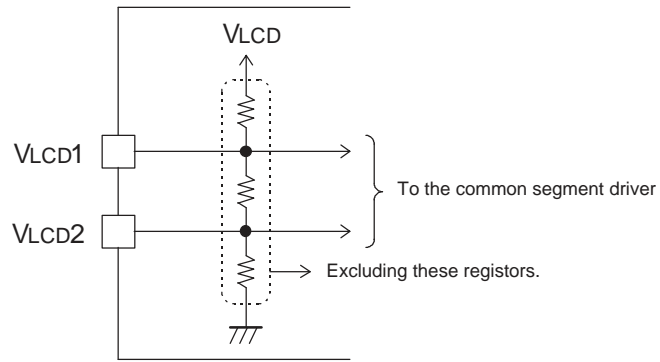 VLCD
VLCD1
To the common segment driver
VLCD2
Excluding these registors.